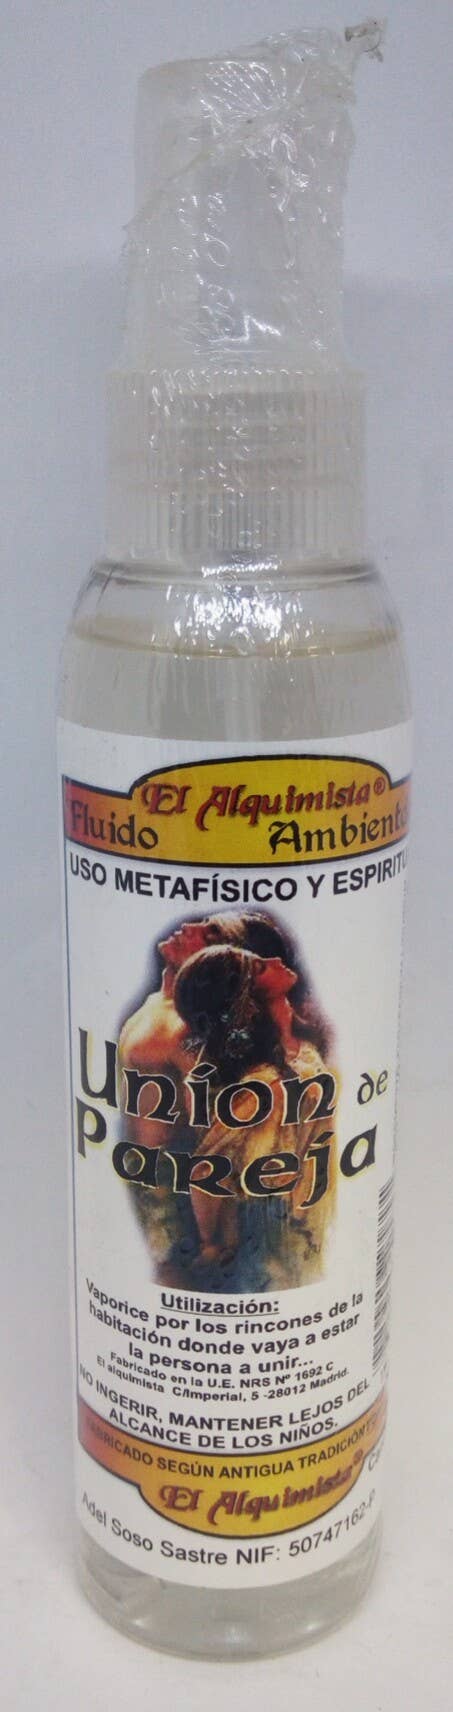 El Alquimista®
Fluido Ambiental
USO METAFÍSICO Y ESPIRITU
Union de
Pareja
Utilización:
Vaporice por los rincones de la
habitación donde vaya a estar
la persona a unir...
Fabricado en la U.E. NRS Nº 1692 C
El alquimista C/Imperial, 5 -28012 Madrid.
NO INGERIR, MANTENER LEJOS DEL
ALCANCE DE LOS NIÑOS.
FABRICADO SEGÚN ANTIGUA TRADICIÓN
El Alquimista®
Adel Soso Sastre NIF: 50747162-P